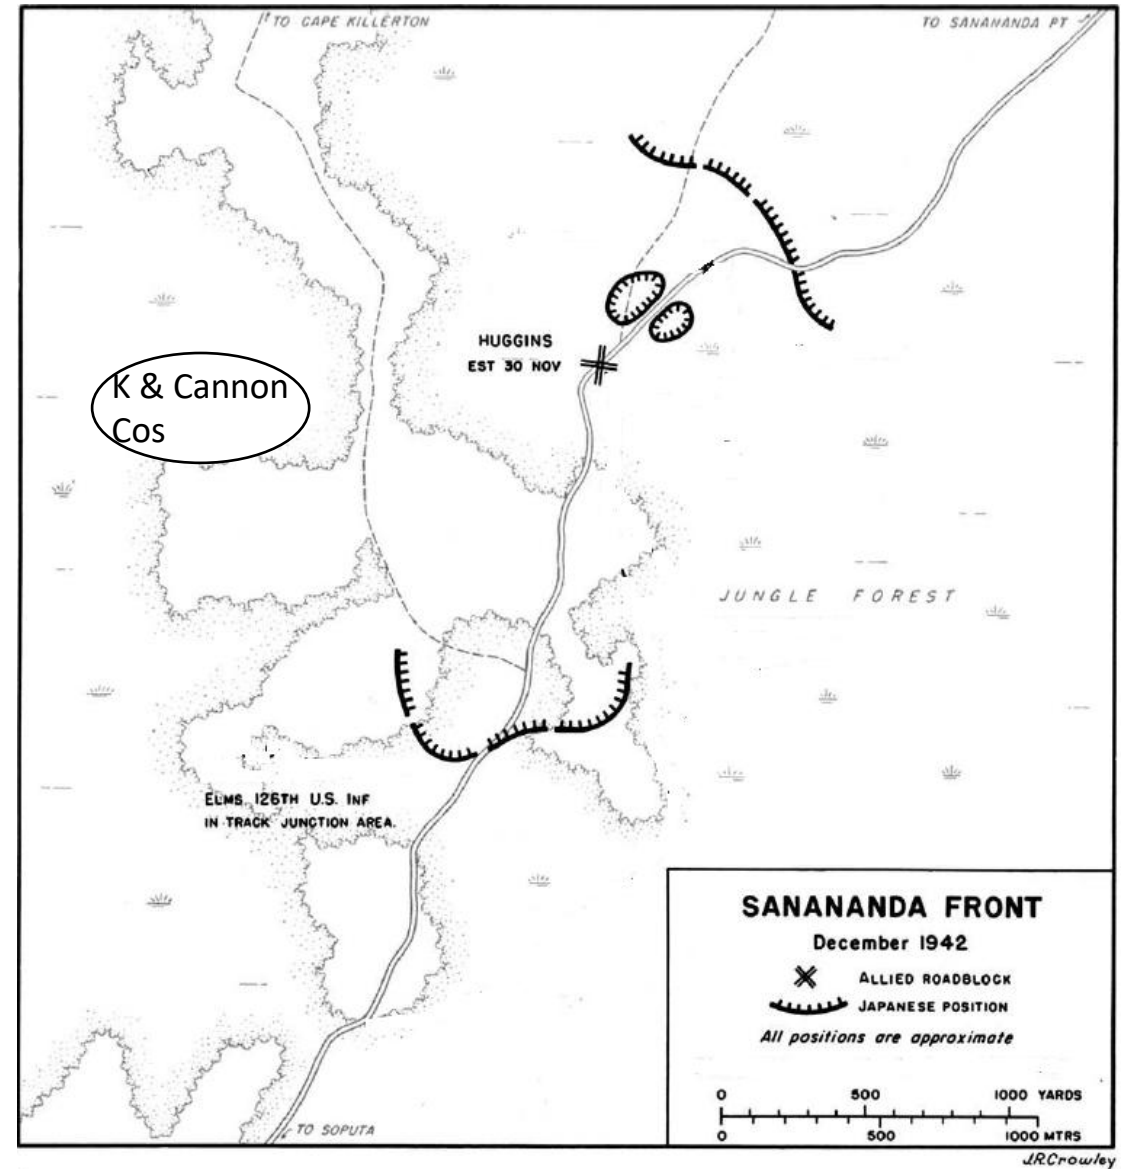 TO CAPE KILLERTON
TO SANANANDA PT
HUGGINS
EST 30 NOV
K & Cannon
Cos
JUNGLE FOREST
ELMS 126TH U.S. INF
IN TRACK JUNCTION AREA.
SANANANDA FRONT
December 1942
ALLIED ROADBLOCK
JAPANESE POSITION
All positions are approximate
0 500 1000 YARDS
0 500 1000 MTRS
TO SOPUTA
J.R.Crowley